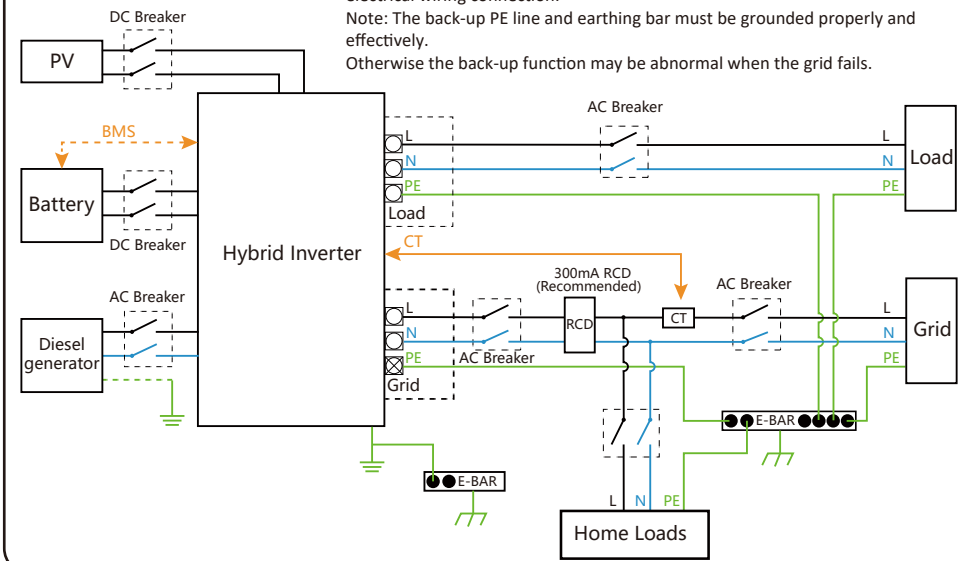 Note: The back-up PE line and earthing bar must be grounded properly and
effectively.
Otherwise the back-up function may be abnormal when the grid fails.
DC Breaker
PV
AC Breaker
BMS
L
L
N
N
Load
PE
PE
Battery
Load
DC Breaker
Hybrid Inverter
CT
300mA RCD
(Recommended)
AC Breaker
AC Breaker
L
L
RCD
CT
N
N
Grid
Diesel
generator
PE
AC Breaker
PE
Grid
E-BAR
E-BAR
L
N
PE
Home Loads